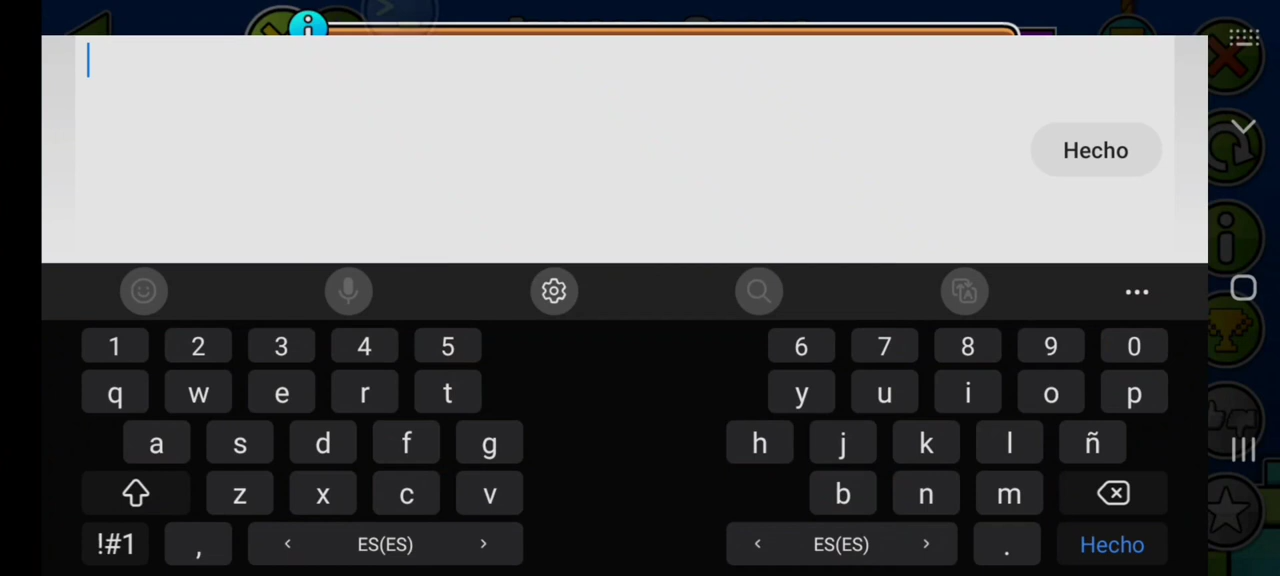 Hecho
1 2 3 4 5 6 7 8 9 0
q w e r t y u i o p
a s d f g h j k l ñ
z x c v b n m
!#1 , < ES(ES) > < ES(ES) > . Hecho